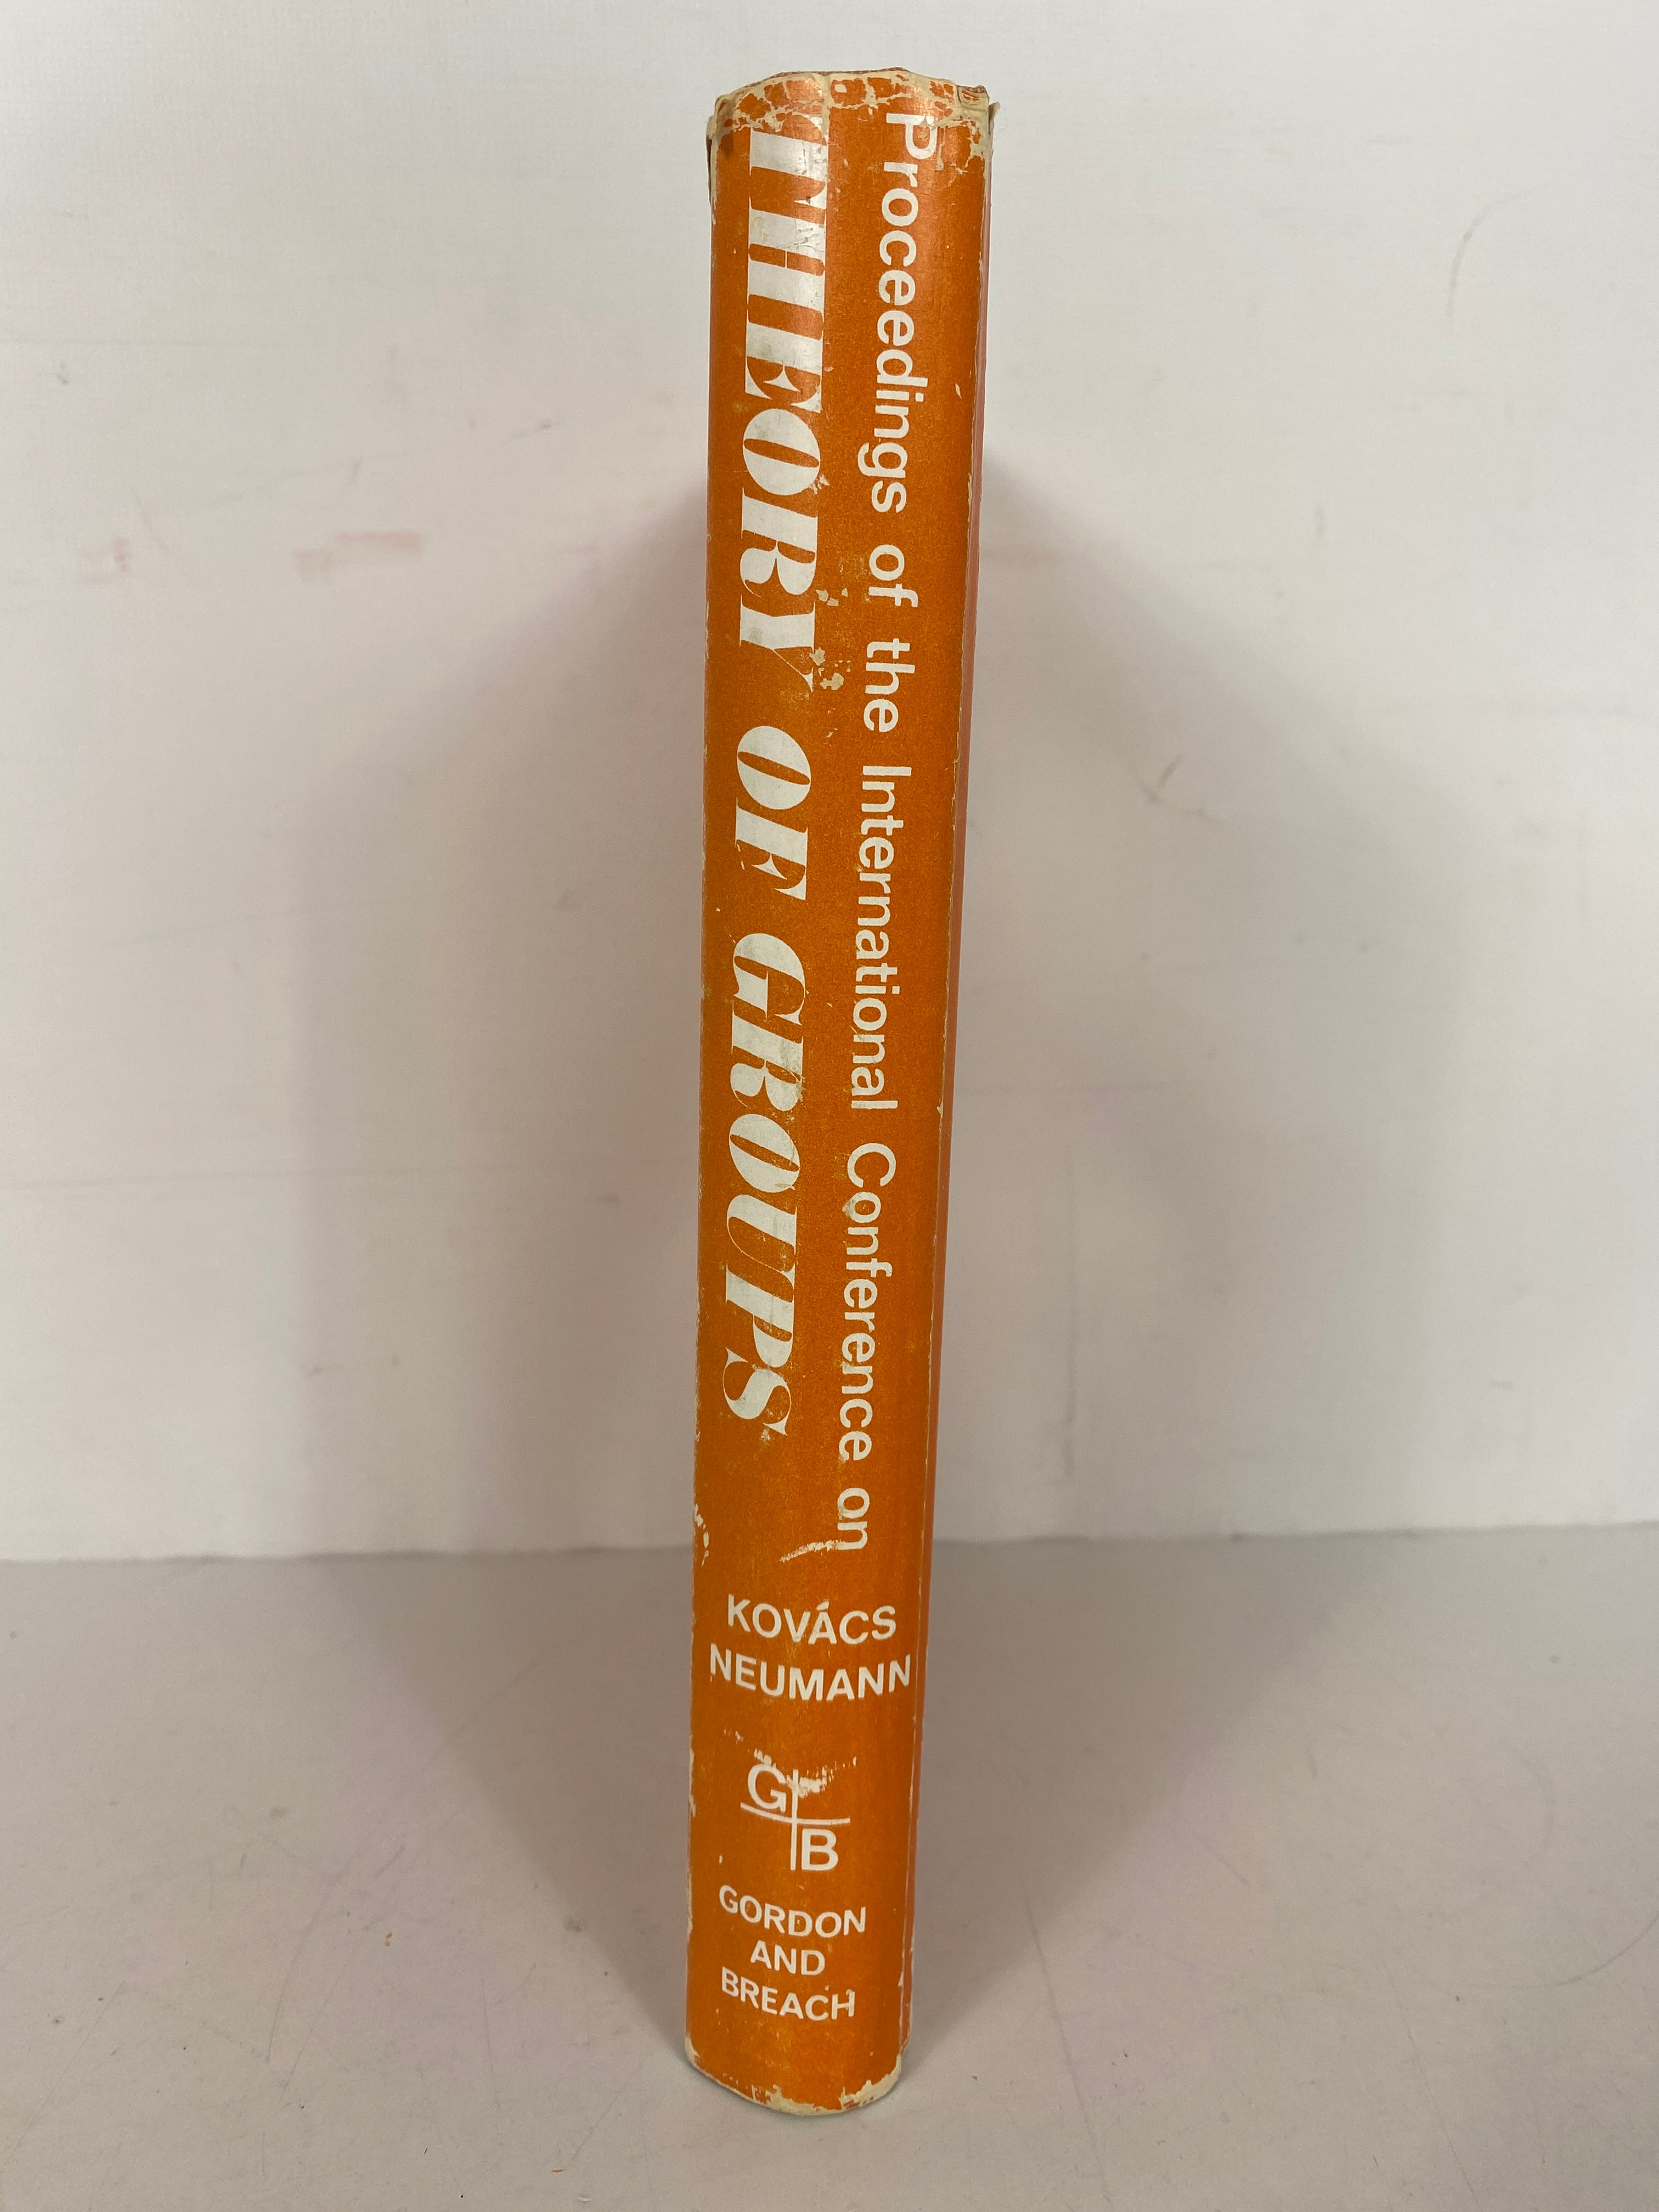 Proceedings of the International Conference on
THEORY OF GROUPS
KOVÁCS
NEUMANN
G
B
GORDON
AND
BREACH